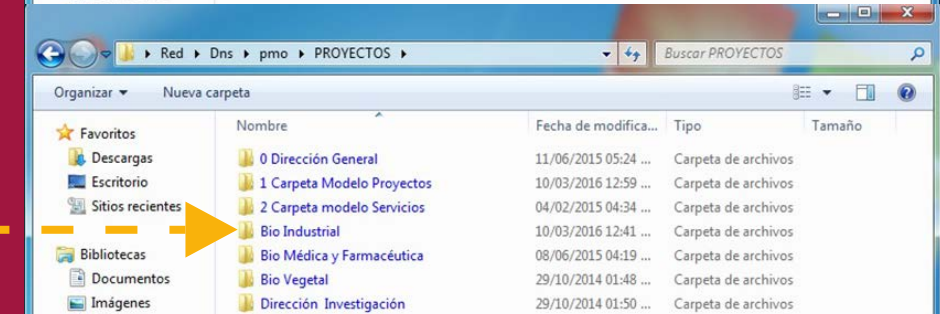 Red ▸ Dns ▸ pmo ▸ PROYECTOS ▸ Buscar PROYECTOS
Organizar Nueva carpeta
Nombre Fecha de modifica... Tipo Tamaño
Favoritos
Descargas
Escritorio
Sitios recientes
Bibliotecas
Documentos
Imágenes
0 Dirección General 11/06/2015 05:24 ... Carpeta de archivos
1 Carpeta Modelo Proyectos 10/03/2016 12:59 ... Carpeta de archivos
2 Carpeta modelo Servicios 04/02/2015 04:34 ... Carpeta de archivos
Bio Industrial 10/03/2016 12:41 ... Carpeta de archivos
Bio Médica y Farmacéutica 08/06/2015 04:19 ... Carpeta de archivos
Bio Vegetal 29/10/2014 01:48 ... Carpeta de archivos
Dirección Investigación 29/10/2014 01:50 ... Carpeta de archivos